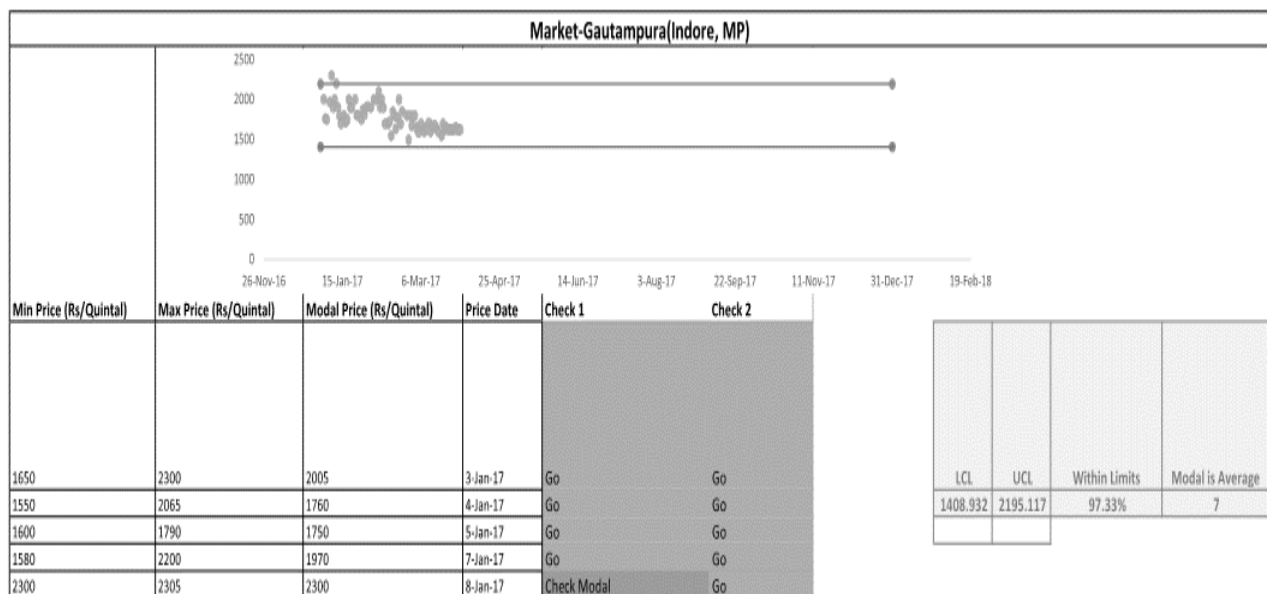 Market-Gautampura(Indore, MP)
2500
2000
1500
1000
500
0
26-Nov-16 15-Jan-17 6-Mar-17 25-Apr-17 14-Jun-17 3-Aug-17 22-Sep-17 11-Nov-17 31-Dec-17 19-Feb-18
Min Price (Rs/Quintal) Max Price (Rs/Quintal) Modal Price (Rs/Quintal) Price Date Check 1 Check 2
1650 2300 2005 3-Jan-17 Go Go LCL UCL Within Limits Modal is Average
1550 2065 1760 4-Jan-17 Go Go 1408.932 2195.117 97.33% 7
1600 1790 1750 5-Jan-17 Go Go
1580 2200 1970 7-Jan-17 Go Go
2300 2305 2300 8-Jan-17 Check Modal Go